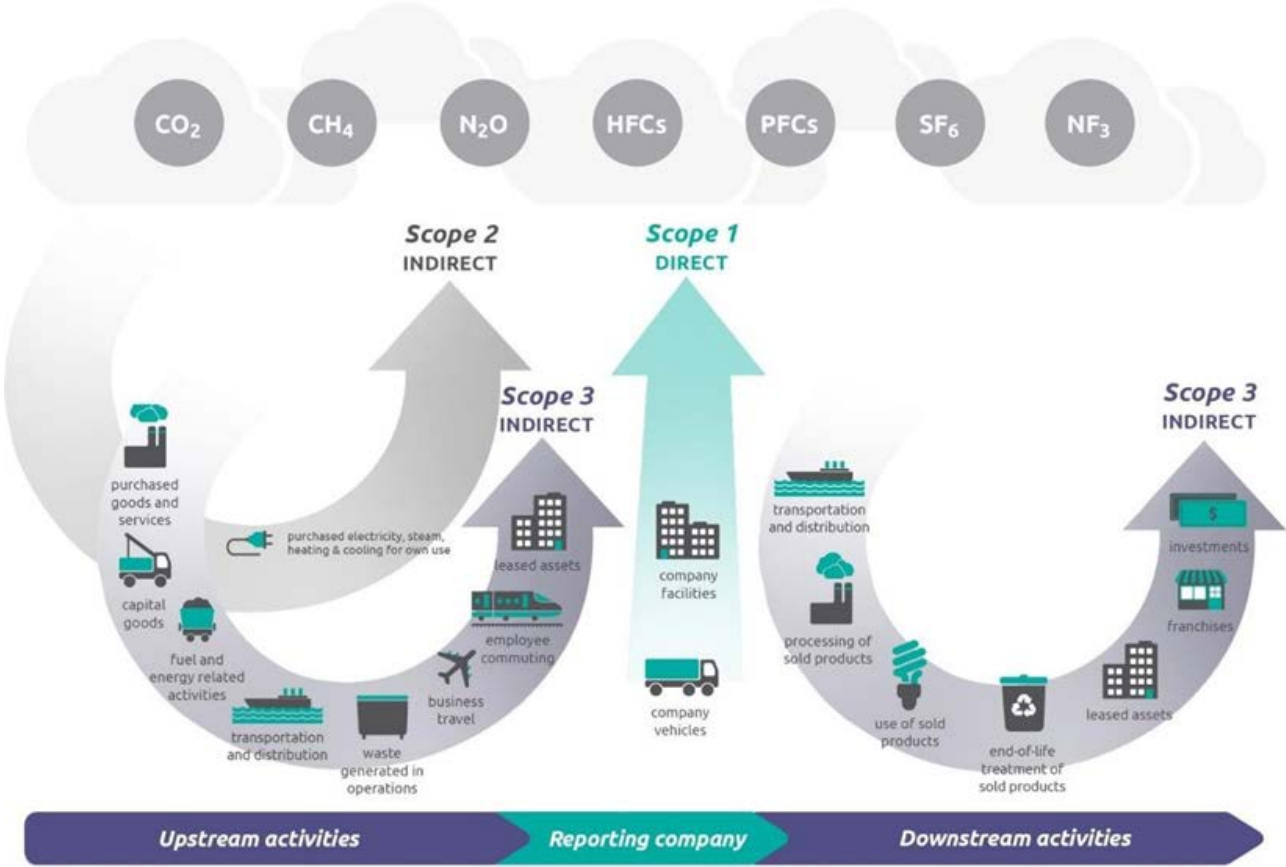 CO₂
CH₄
N₂O
HFCs
PFCs
SF₆
NF₃
Scope 2
INDIRECT
Scope 1
DIRECT
Scope 3
INDIRECT
Scope 3
INDIRECT
purchased
goods and
services
capital
goods
fuel and
energy related
activities
transportation
and distribution
waste
generated in
operations
business
travel
employee
commuting
leased assets
purchased electricity, steam,
heating & cooling for own use
company
facilities
company
vehicles
transportation
and distribution
processing of
sold products
use of sold
products
end-of-life
treatment of
sold products
leased assets
franchises
investments
$
Upstream activities
Reporting company
Downstream activities